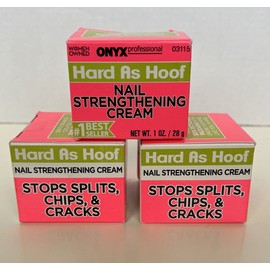 WOMEN OWNED ONYX professional 03115
Hard As Hoof
NAIL
STRENGTHENING
CREAM
NET WT. 1 OZ. / 28 g
#1 BEST
SELLER
Hard As Hoof
NAIL STRENGTHENING CREAM
STOPS SPLITS,
CHIPS, &
CRACKS
Hard As Hoof
NAIL STRENGTHENING CREAM
STOPS SPLITS,
CHIPS, &
CRACKS